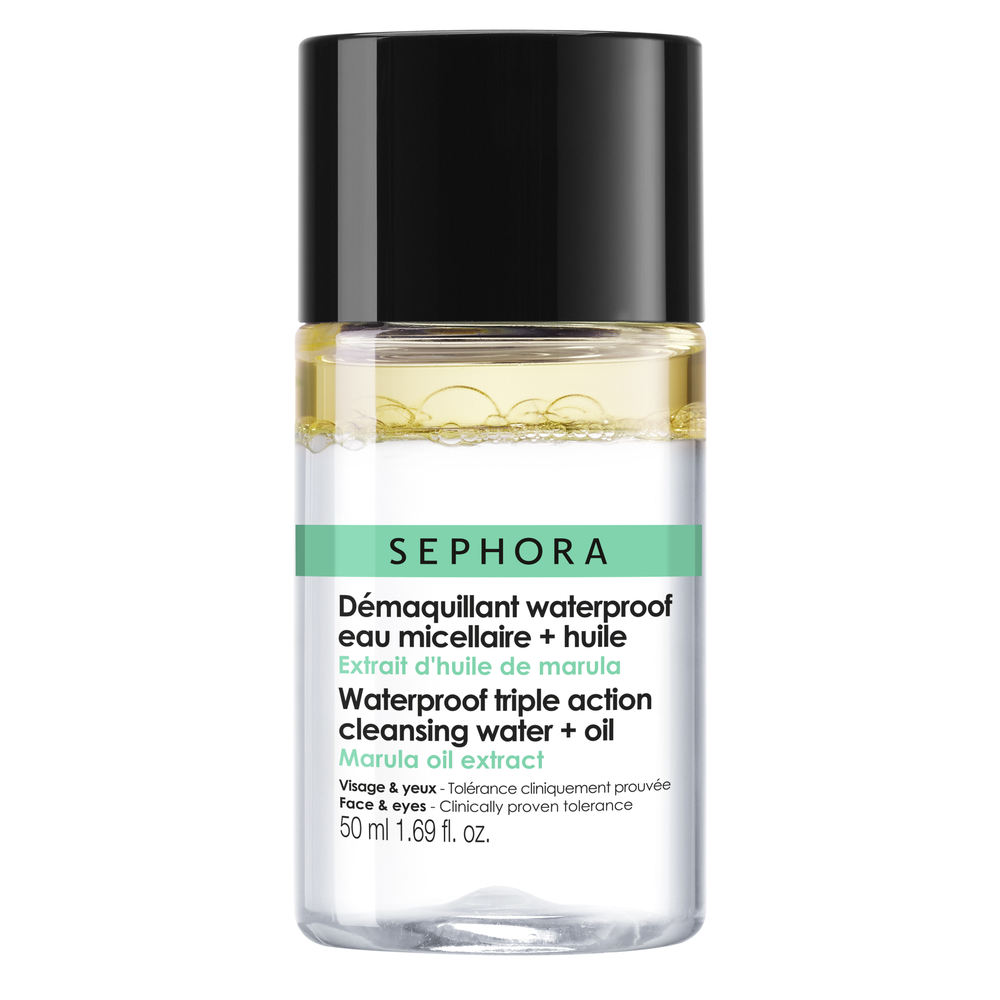 SEPHORA
Démaquillant waterproof
eau micellaire + huile
Extrait d'huile de marula
Waterproof triple action
cleansing water + oil
Marula oil extract
Visage & yeux - Tolérance cliniquement prouvée
Face & eyes - Clinically proven tolerance
50 ml 1.69 fl. oz.